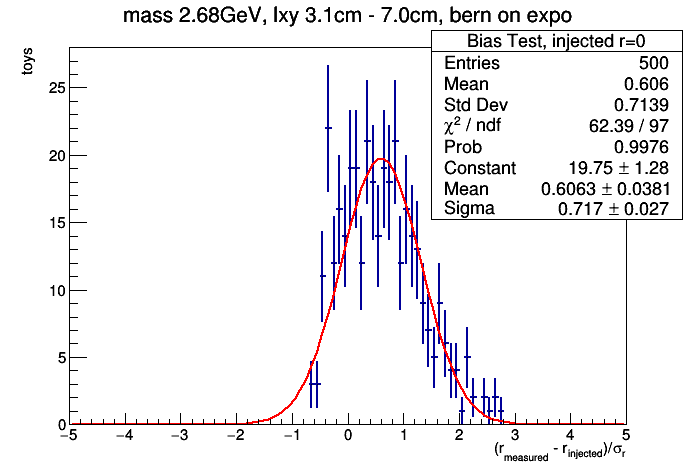 mass 2.68GeV, lxy 3.1cm - 7.0cm, bern on expo
Bias Test, injected r=0
Entries 500
Mean 0.606
Std Dev 0.7139
χ² / ndf 62.39 / 97
Prob 0.9976
Constant 19.75 ± 1.28
Mean 0.6063 ± 0.0381
Sigma 0.717 ± 0.027
toys
25
20
15
10
5
0
−5 −4 −3 −2 −1 0 1 2 3 4 5
(r_measured - r_injected)/σ_r